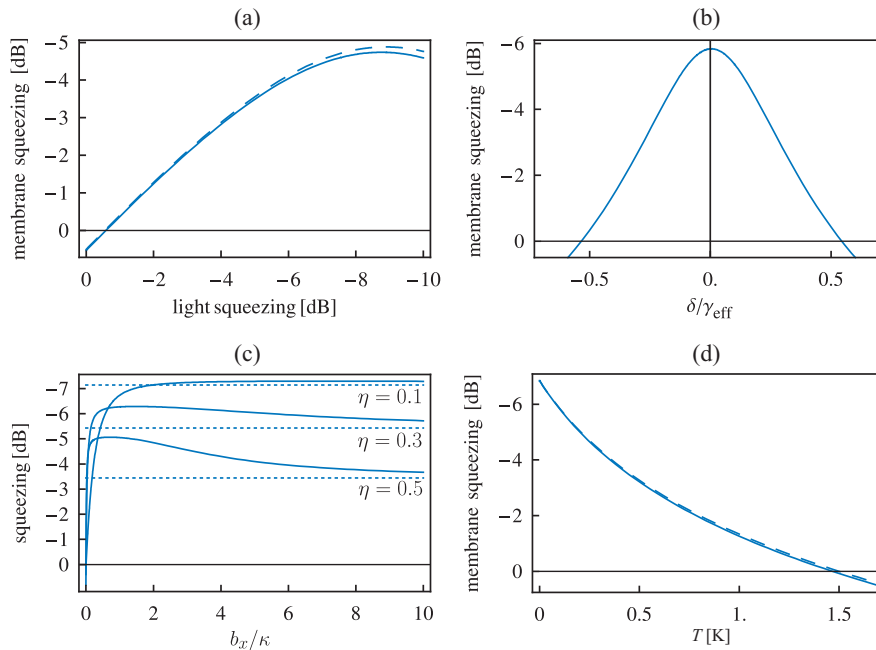 (a)
membrane squeezing [dB]
−5
−4
−3
−2
−1
0
0 −2 −4 −6 −8 −10
light squeezing [dB]
(b)
membrane squeezing [dB]
−6
−4
−2
0
−0.5 0. 0.5
δ/γeff
(c)
squeezing [dB]
−7
−6
−5
−4
−3
−2
−1
0
η = 0.1
η = 0.3
η = 0.5
0 2 4 6 8 10
bx/κ
(d)
membrane squeezing [dB]
−6
−4
−2
0
0 0.5 1. 1.5
T [K]